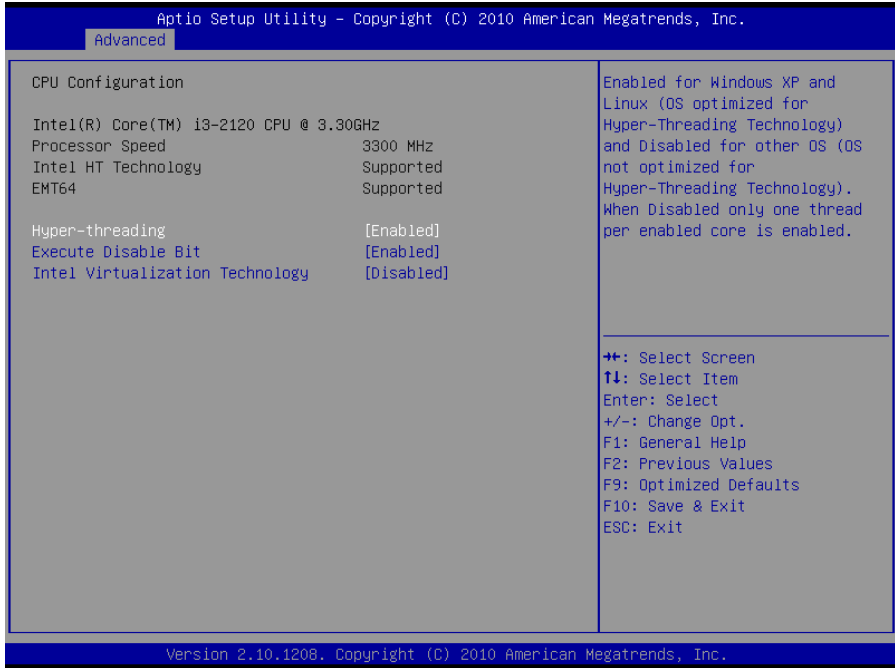 Aptio Setup Utility – Copyright (C) 2010 American Megatrends, Inc.
Advanced
CPU Configuration
Intel(R) Core(TM) i3-2120 CPU @ 3.30GHz
Processor Speed 3300 MHz
Intel HT Technology Supported
EMT64 Supported
Hyper-threading [Enabled]
Execute Disable Bit [Enabled]
Intel Virtualization Technology [Disabled]
Enabled for Windows XP and
Linux (OS optimized for
Hyper-Threading Technology)
and Disabled for other OS (OS
not optimized for
Hyper-Threading Technology).
When Disabled only one thread
per enabled core is enabled.
→←: Select Screen
↑↓: Select Item
Enter: Select
+/-: Change Opt.
F1: General Help
F2: Previous Values
F9: Optimized Defaults
F10: Save & Exit
ESC: Exit
Version 2.10.1208. Copyright (C) 2010 American Megatrends, Inc.